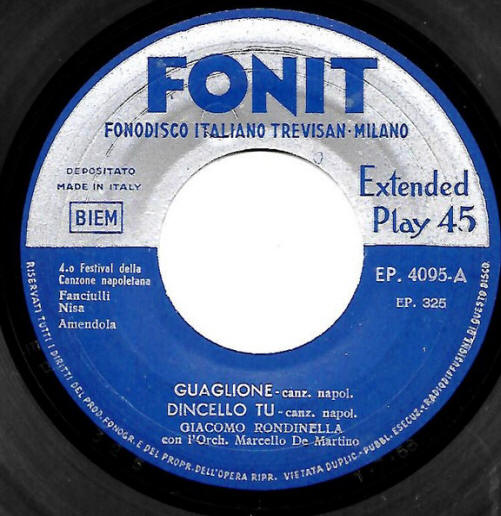 FONIT
FONODISCO ITALIANO TREVISAN·MILANO
DEPOSITATO
MADE IN ITALY
BIEM
Extended
Play 45
4.o Festival della
Canzone napoletana
Fanciulli
Nisa
Amendola
EP. 4095-A
EP. 325
GUAGLIONE - canz. napol.
DINCELLO TU - canz. napol.
GIACOMO RONDINELLA
con l'Orch. Marcello De Martino
RISERVATI TUTTI I DIRITTI DEL PROD. FONOGR. E DEL PROPR. DELL'OPERA RIPR. - VIETATA DUPLIC. - PUBBL. ESECUZ. - E RADIODIFFUSIONE DI QUESTO DISCO.